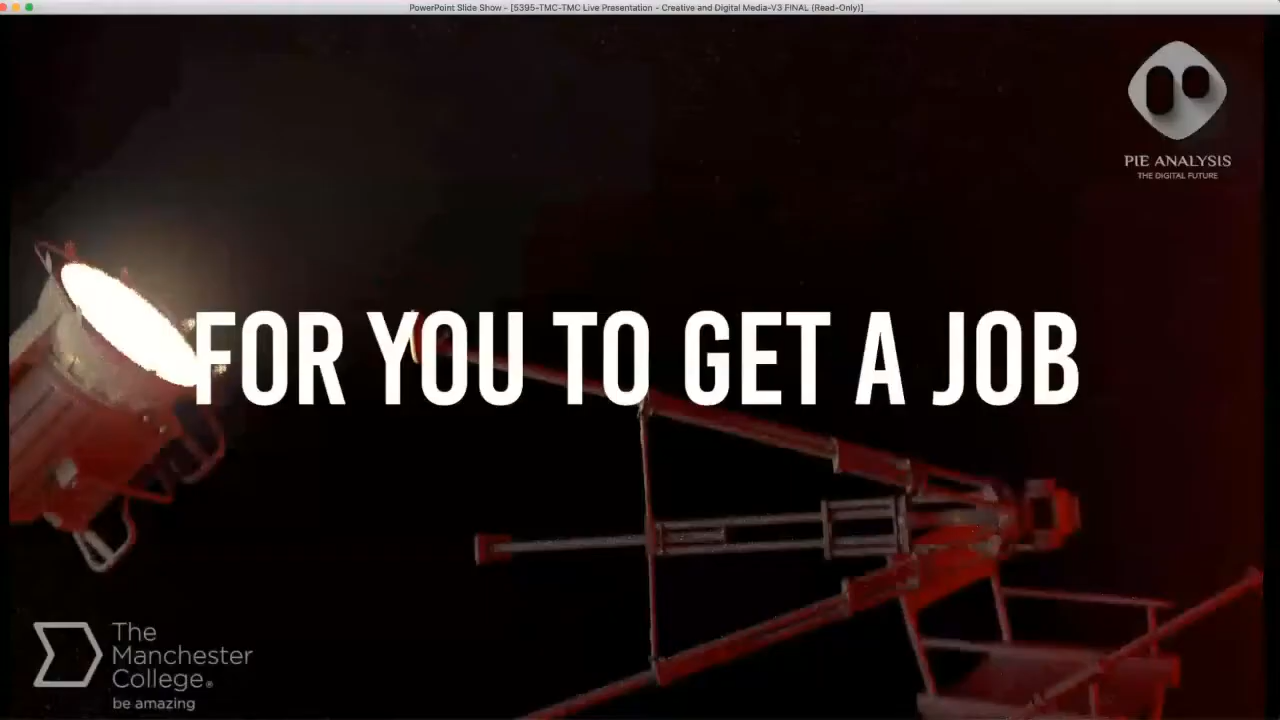 PowerPoint Slide Show - [5395-TMC-TMC Live Presentation - Creative and Digital Media-V3 FINAL (Read-Only)]
PIE ANALYSIS
THE DIGITAL FUTURE
FOR YOU TO GET A JOB
The
Manchester
College.
be amazing